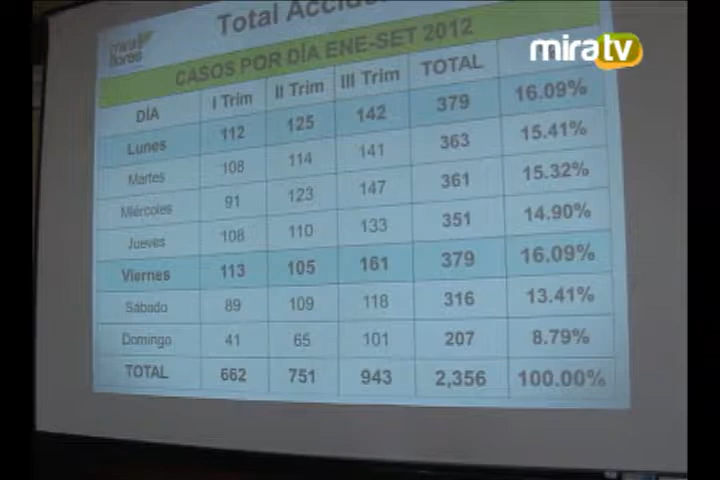 Total Accide
mira
flores
miratv
CASOS POR DÍA ENE-SET 2012
DÍA I Trim II Trim III Trim TOTAL
Lunes 112 125 142 379 16.09%
Martes 108 114 141 363 15.41%
Miércoles 91 123 147 361 15.32%
Jueves 108 110 133 351 14.90%
Viernes 113 105 161 379 16.09%
Sábado 89 109 118 316 13.41%
Domingo 41 65 101 207 8.79%
TOTAL 662 751 943 2,356 100.00%